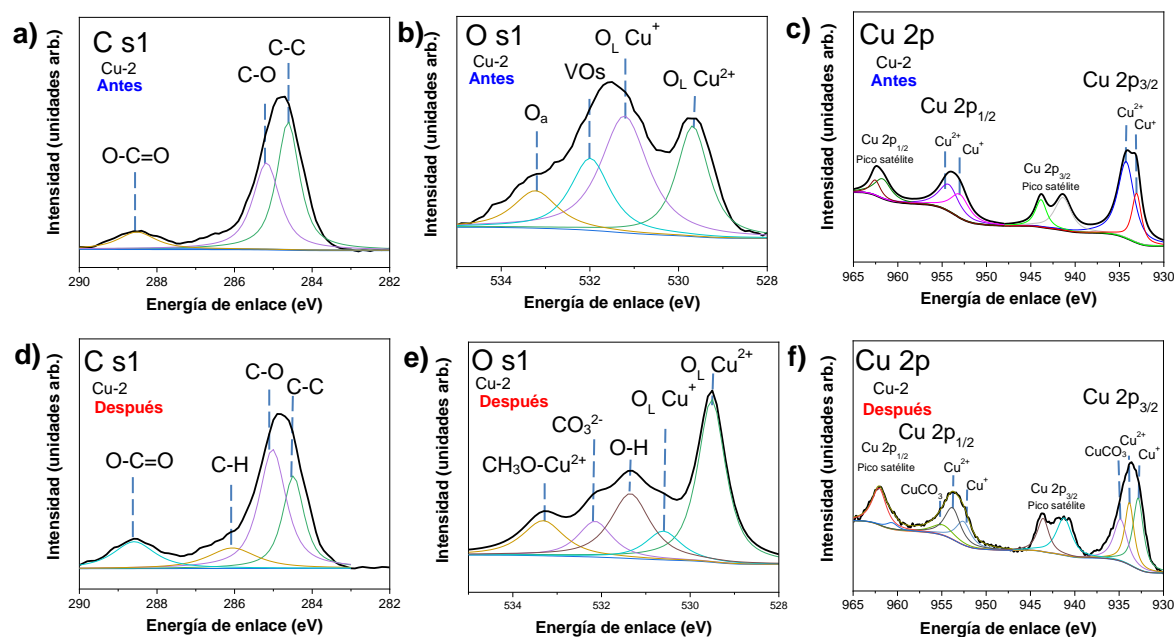 a)
C s1
Cu-2
Antes
O-C=O
C-O
C-C
Intensidad (unidades arb.)
290 288 286 284 282
Energía de enlace (eV)
b)
O s1
Cu-2
Antes
Oₐ
VOs
O_L Cu⁺
O_L Cu²⁺
Intensidad (unidades arb.)
534 532 530 528
Energía de enlace (eV)
c)
Cu 2p
Cu-2
Antes
Cu 2p₁/₂
Pico satélite
Cu 2p₁/₂
Cu²⁺
Cu⁺
Cu 2p₃/₂
Pico satélite
Cu 2p₃/₂
Cu²⁺
Cu⁺
Intensidad (unidades arb.)
965 960 955 950 945 940 935 930
Energía de enlace (eV)
d)
C s1
Cu-2
Después
O-C=O
C-H
C-O
C-C
Intensidad (unidades arb.)
290 288 286 284 282
Energía de enlace (eV)
e)
O s1
Cu-2
Después
CH3O-Cu²⁺
CO₃²⁻
O-H
O_L Cu⁺
O_L Cu²⁺
Intensidad (unidades arb.)
534 532 530 528
Energía de enlace (eV)
f)
Cu 2p
Cu-2
Después
Cu 2p₁/₂
Pico satélite
Cu 2p₁/₂
CuCO₃
Cu²⁺
Cu⁺
Cu 2p₃/₂
Pico satélite
Cu 2p₃/₂
CuCO₃
Cu²⁺
Cu⁺
Intensidad (unidades arb.)
965 960 955 950 945 940 935 930
Energía de enlace (eV)